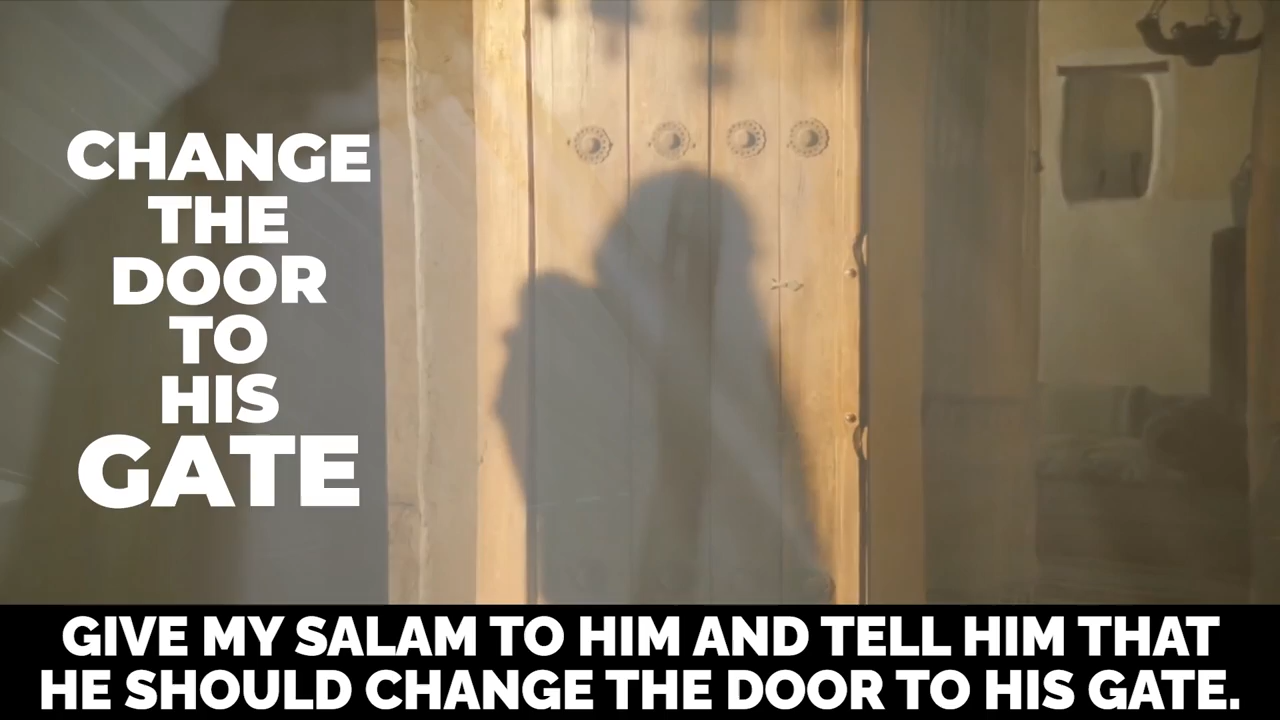 CHANGE
THE
DOOR
TO
HIS
GATE
GIVE MY SALAM TO HIM AND TELL HIM THAT
HE SHOULD CHANGE THE DOOR TO HIS GATE.